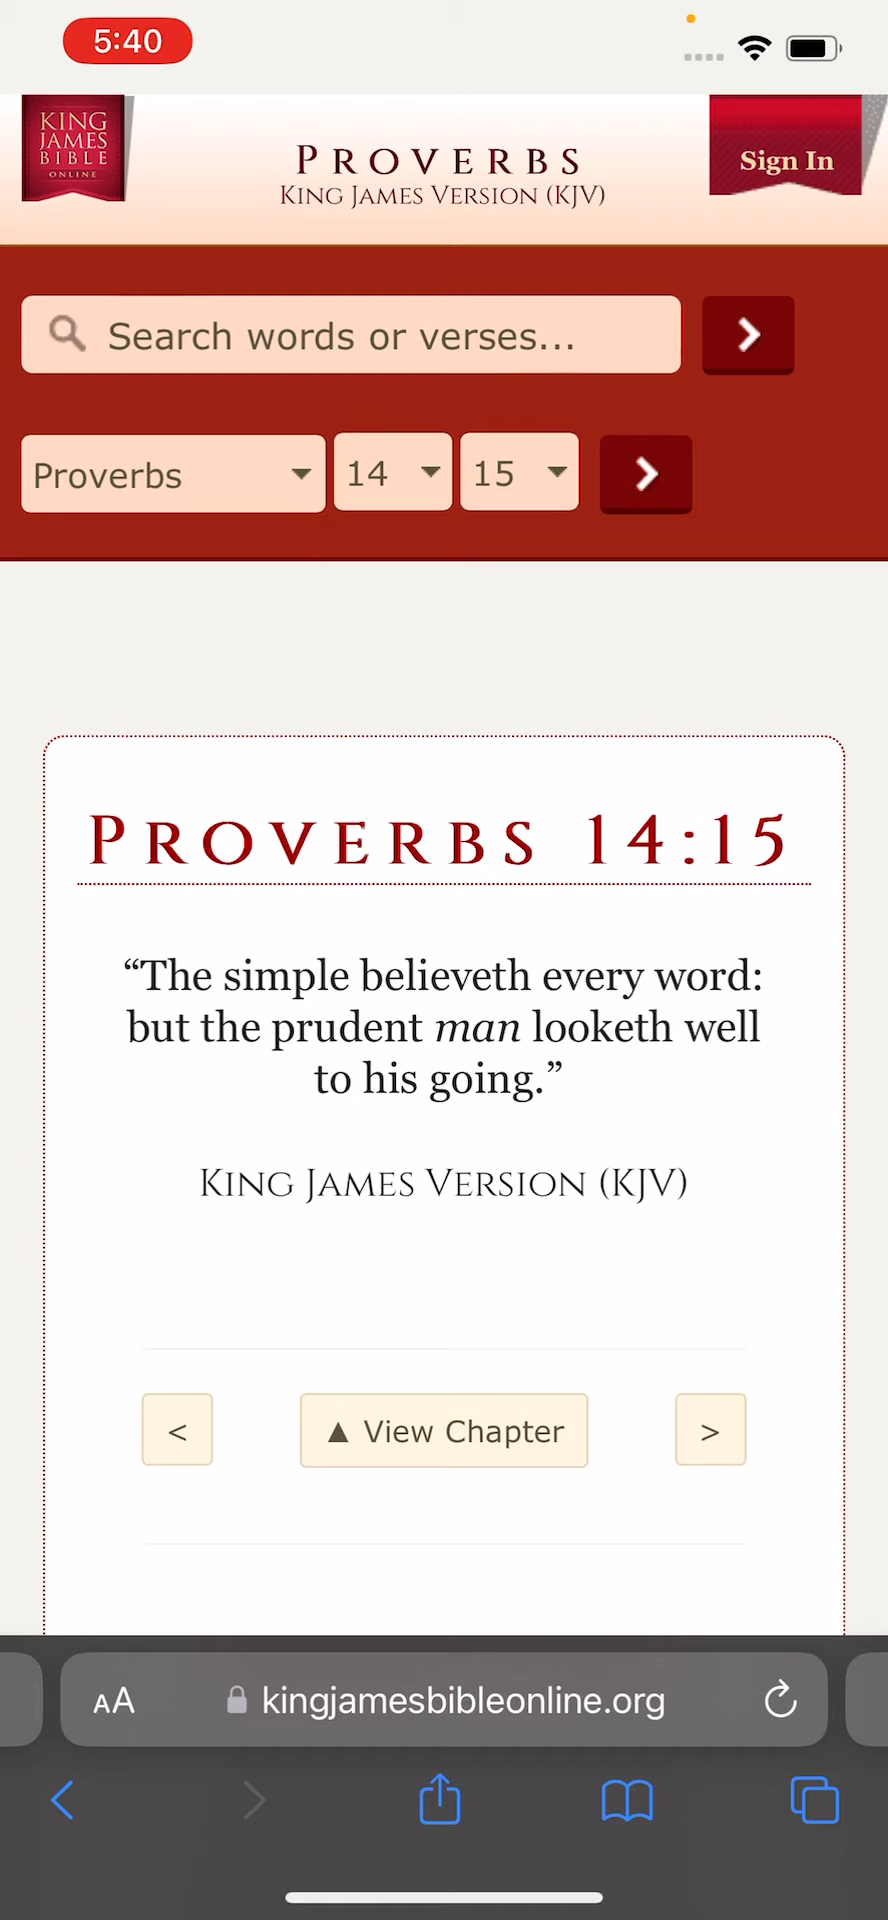 5:40
KING
JAMES
BIBLE
ONLINE
PROVERBS
KING JAMES VERSION (KJV)
Sign In
Search words or verses...
Proverbs 14 15
PROVERBS 14:15
“The simple believeth every word:
but the prudent man looketh well
to his going.”
KING JAMES VERSION (KJV)
< ▲ View Chapter >
AA kingjamesbibleonline.org